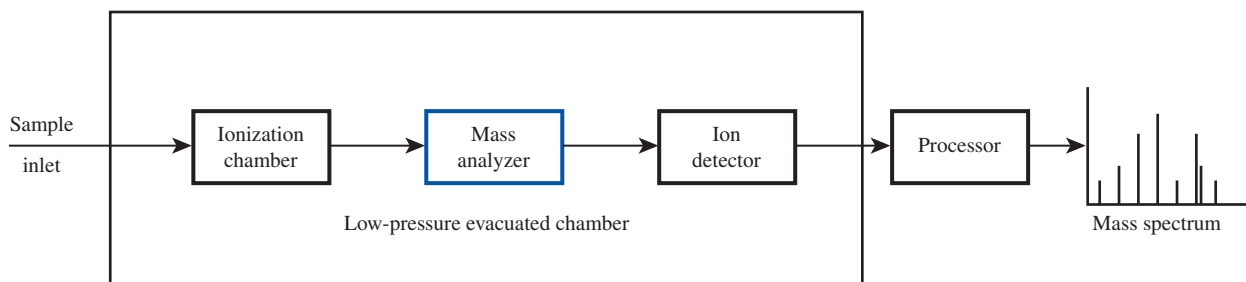 Sample
inlet
Ionization
chamber
Mass
analyzer
Ion
detector
Processor
Low-pressure evacuated chamber
Mass spectrum